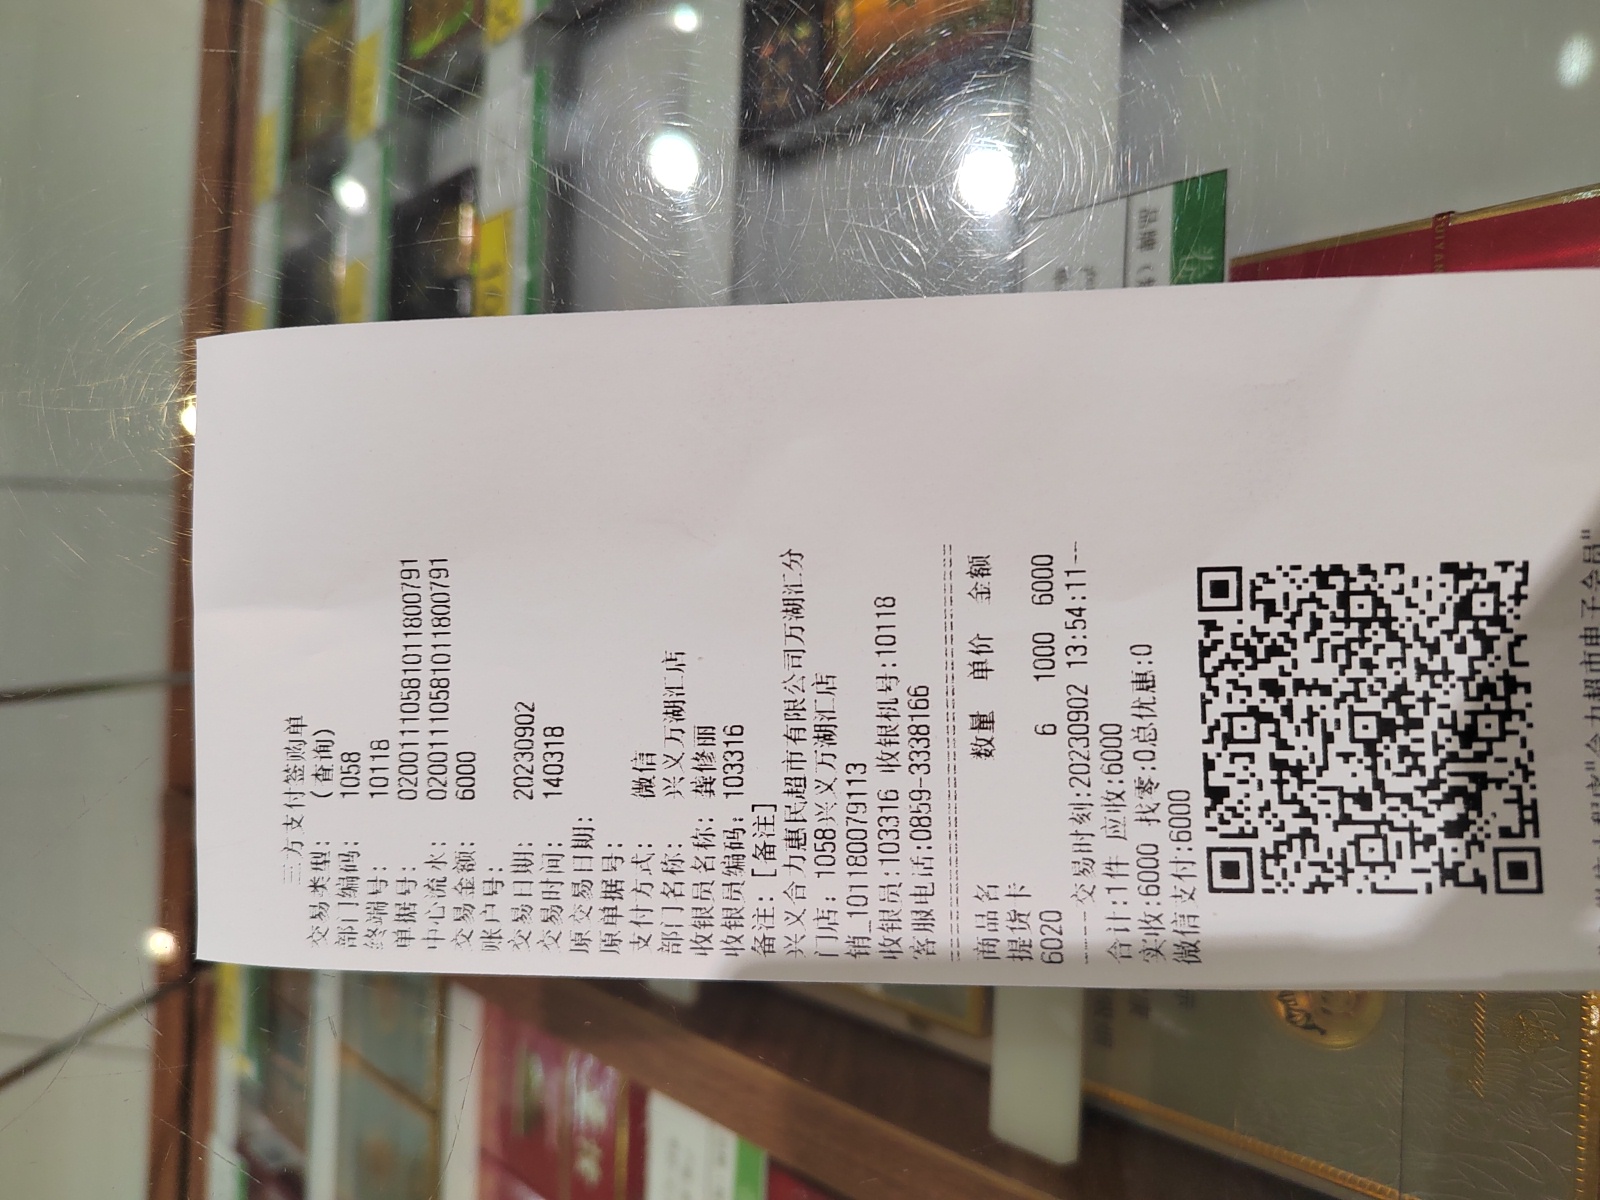 三方支付签购单
交易类型: (查询)
部门编码: 1058
终端号: 10118
单据号: 0200111058101180​0791
中心流水: 02001110581011800791
交易金额: 6000
账户号:
交易日期: 20230902
交易时间: 140318
原交易日期:
原单据号:
支付方式: 微信
部门名称: 兴义万湖汇店
收银员名称: 龚修丽
收银员编码: 103316
备注: [备注]
兴义合力惠民超市有限公司万湖汇分
门店: 1058兴义万湖汇店
销_101180079113
收银员:103316 收银机号:10118
客服电话:0859-3338166
商品名 数量 单价 金额
提货卡
6020 6 1000 6000
----交易时刻:20230902 13:54:11--
合计:1件 应收:6000
实收:6000 找零:0总优惠:0
微信支付:6000